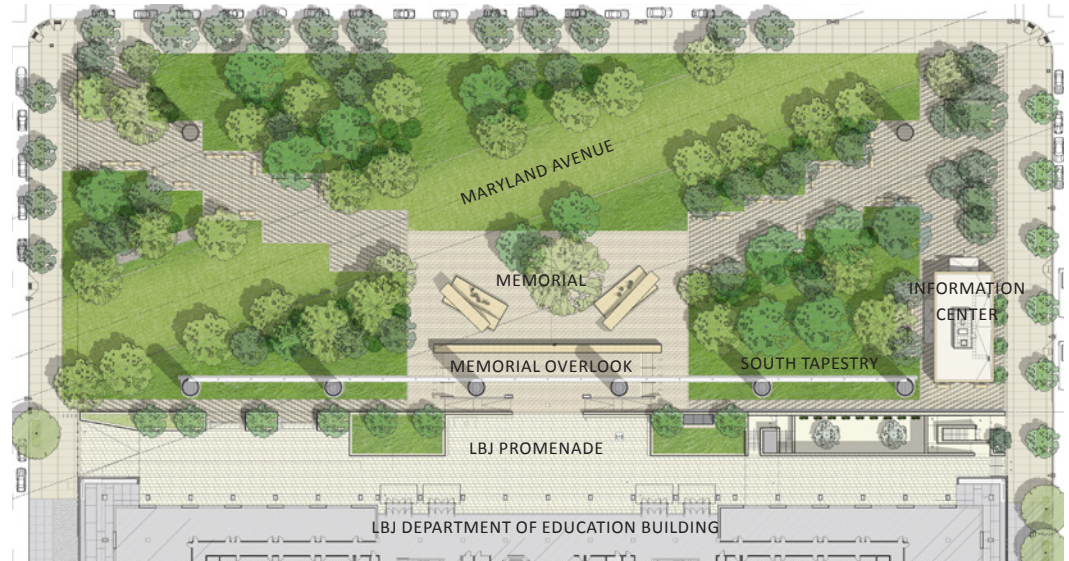 MARYLAND AVENUE
MEMORIAL
INFORMATION
CENTER
MEMORIAL OVERLOOK
SOUTH TAPESTRY
LBJ PROMENADE
LBJ DEPARTMENT OF EDUCATION BUILDING